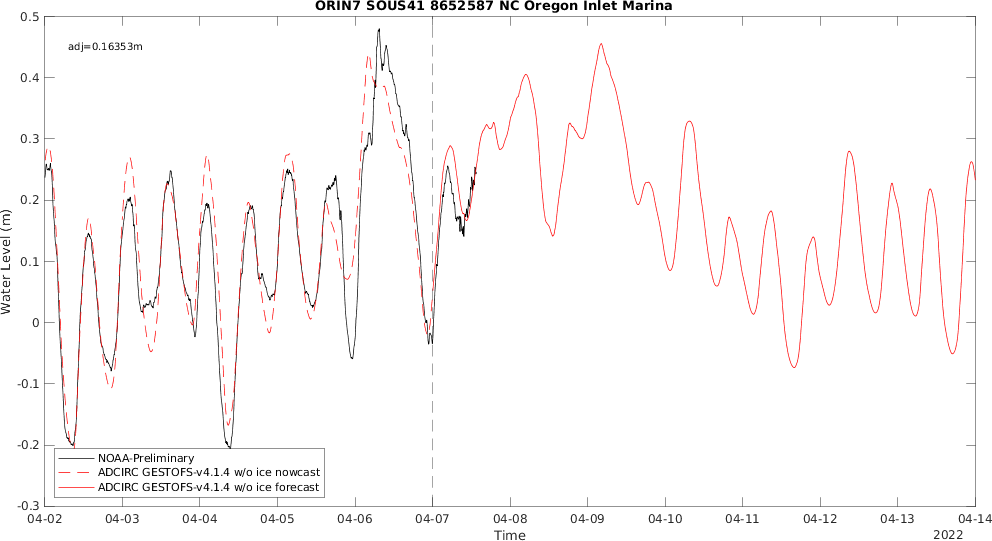 ORIN7 SOUS41 8652587 NC Oregon Inlet Marina
adj=0.16353m
0.5
0.4
0.3
0.2
0.1
0
-0.1
-0.2
-0.3
Water Level (m)
NOAA-Preliminary
ADCIRC GESTOFS-v4.1.4 w/o ice nowcast
ADCIRC GESTOFS-v4.1.4 w/o ice forecast
04-02 04-03 04-04 04-05 04-06 04-07 04-08 04-09 04-10 04-11 04-12 04-13 04-14
Time
2022